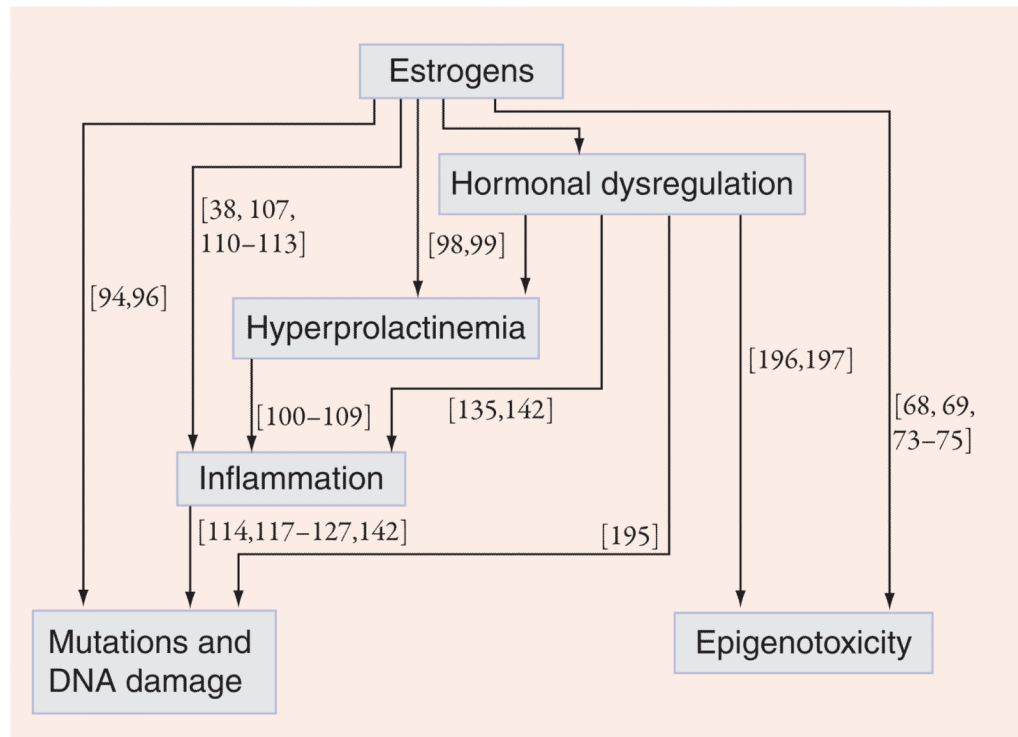 Estrogens
Hormonal dysregulation
[38, 107,
110–113]
[98,99]
[94,96]
Hyperprolactinemia
[196,197]
[100–109]
[135,142]
[68, 69,
73–75]
Inflammation
[114,117–127,142]
[195]
Mutations and
DNA damage
Epigenotoxicity